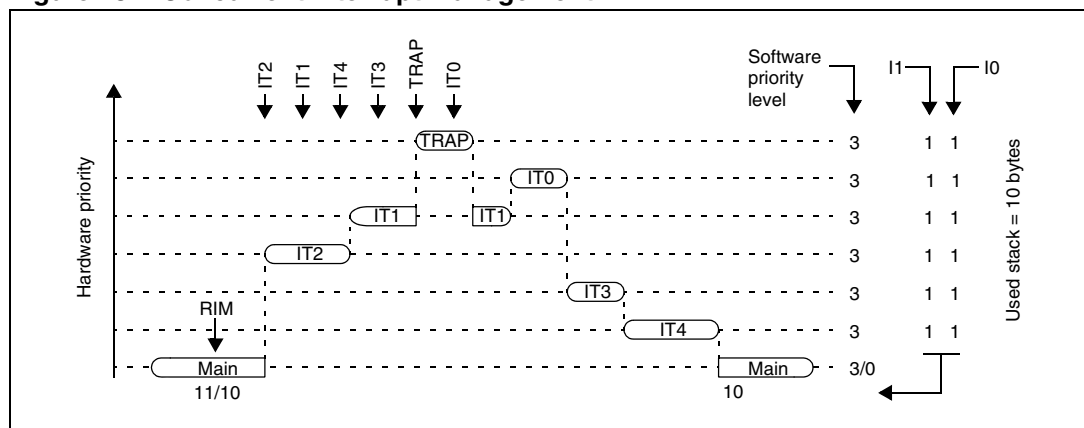 IT2
IT1
IT4
IT3
TRAP
IT0
Software
priority
level
I1
I0
Hardware priority
TRAP
3
1 1
IT0
3
1 1
IT1
IT1
3
1 1
IT2
3
1 1
IT3
3
1 1
RIM
IT4
3
1 1
Main
Main
3/0
11/10
10
Used stack = 10 bytes